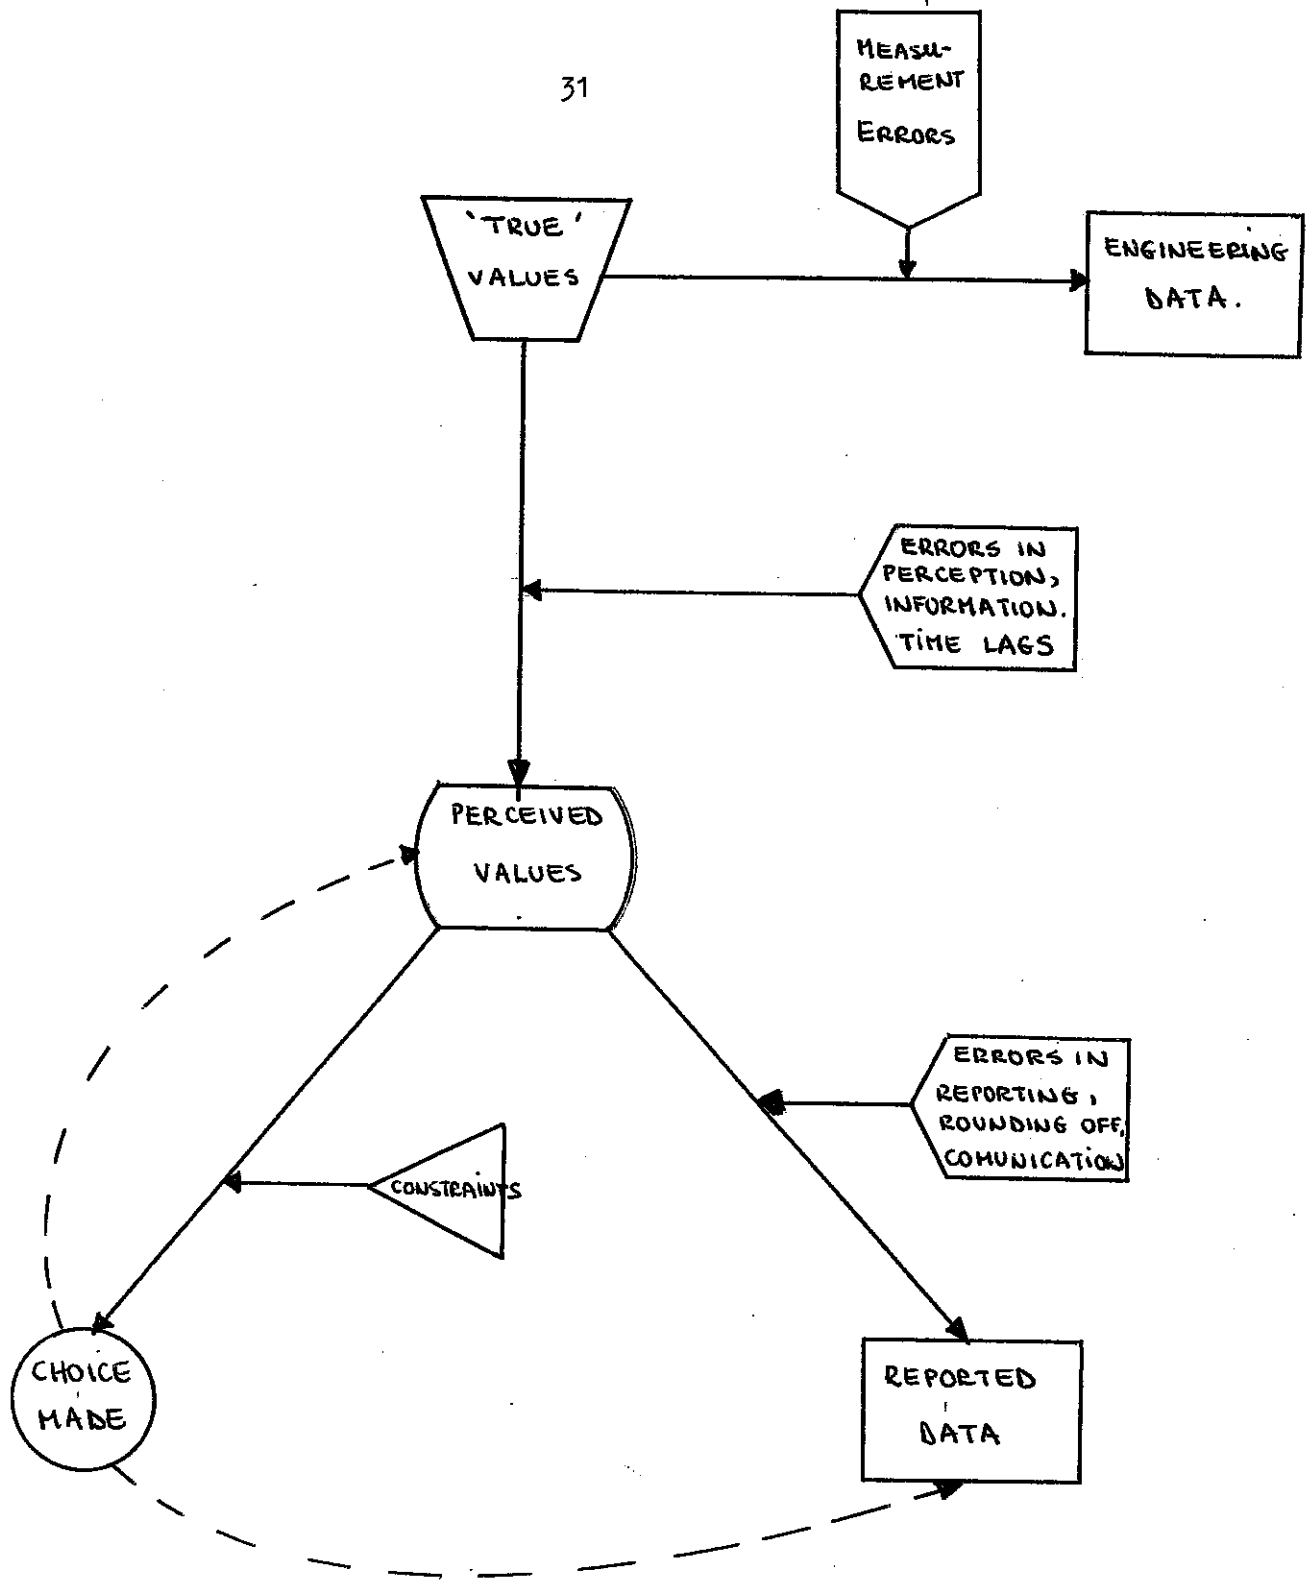 31
MEASU-
REMENT
ERRORS
'TRUE'
VALUES
ENGINEERING
DATA.
ERRORS IN
PERCEPTION,
INFORMATION.
TIME LAGS
PERCEIVED
VALUES
ERRORS IN
REPORTING,
ROUNDING OFF,
COMUNICATION
CONSTRAINTS
CHOICE
MADE
REPORTED
DATA